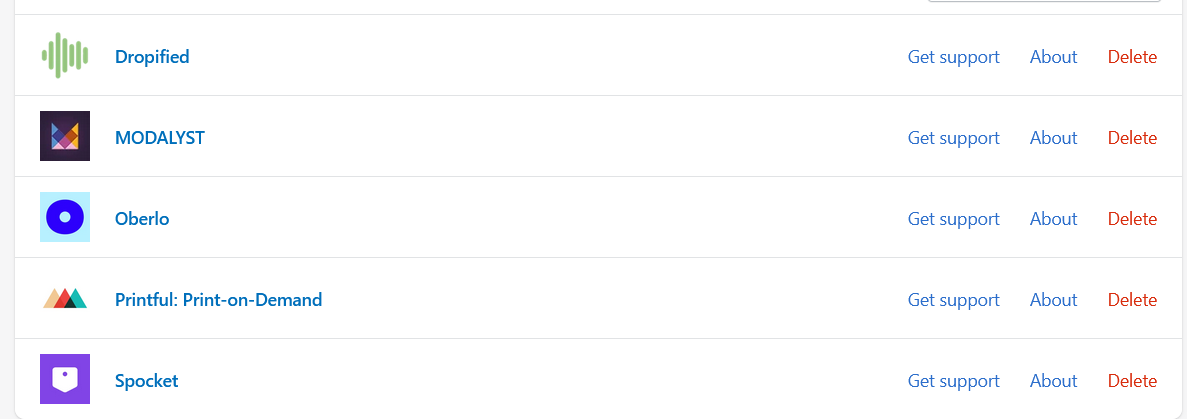 Dropified Get support About Delete
MODALYST Get support About Delete
Oberlo Get support About Delete
Printful: Print-on-Demand Get support About Delete
Spocket Get support About Delete